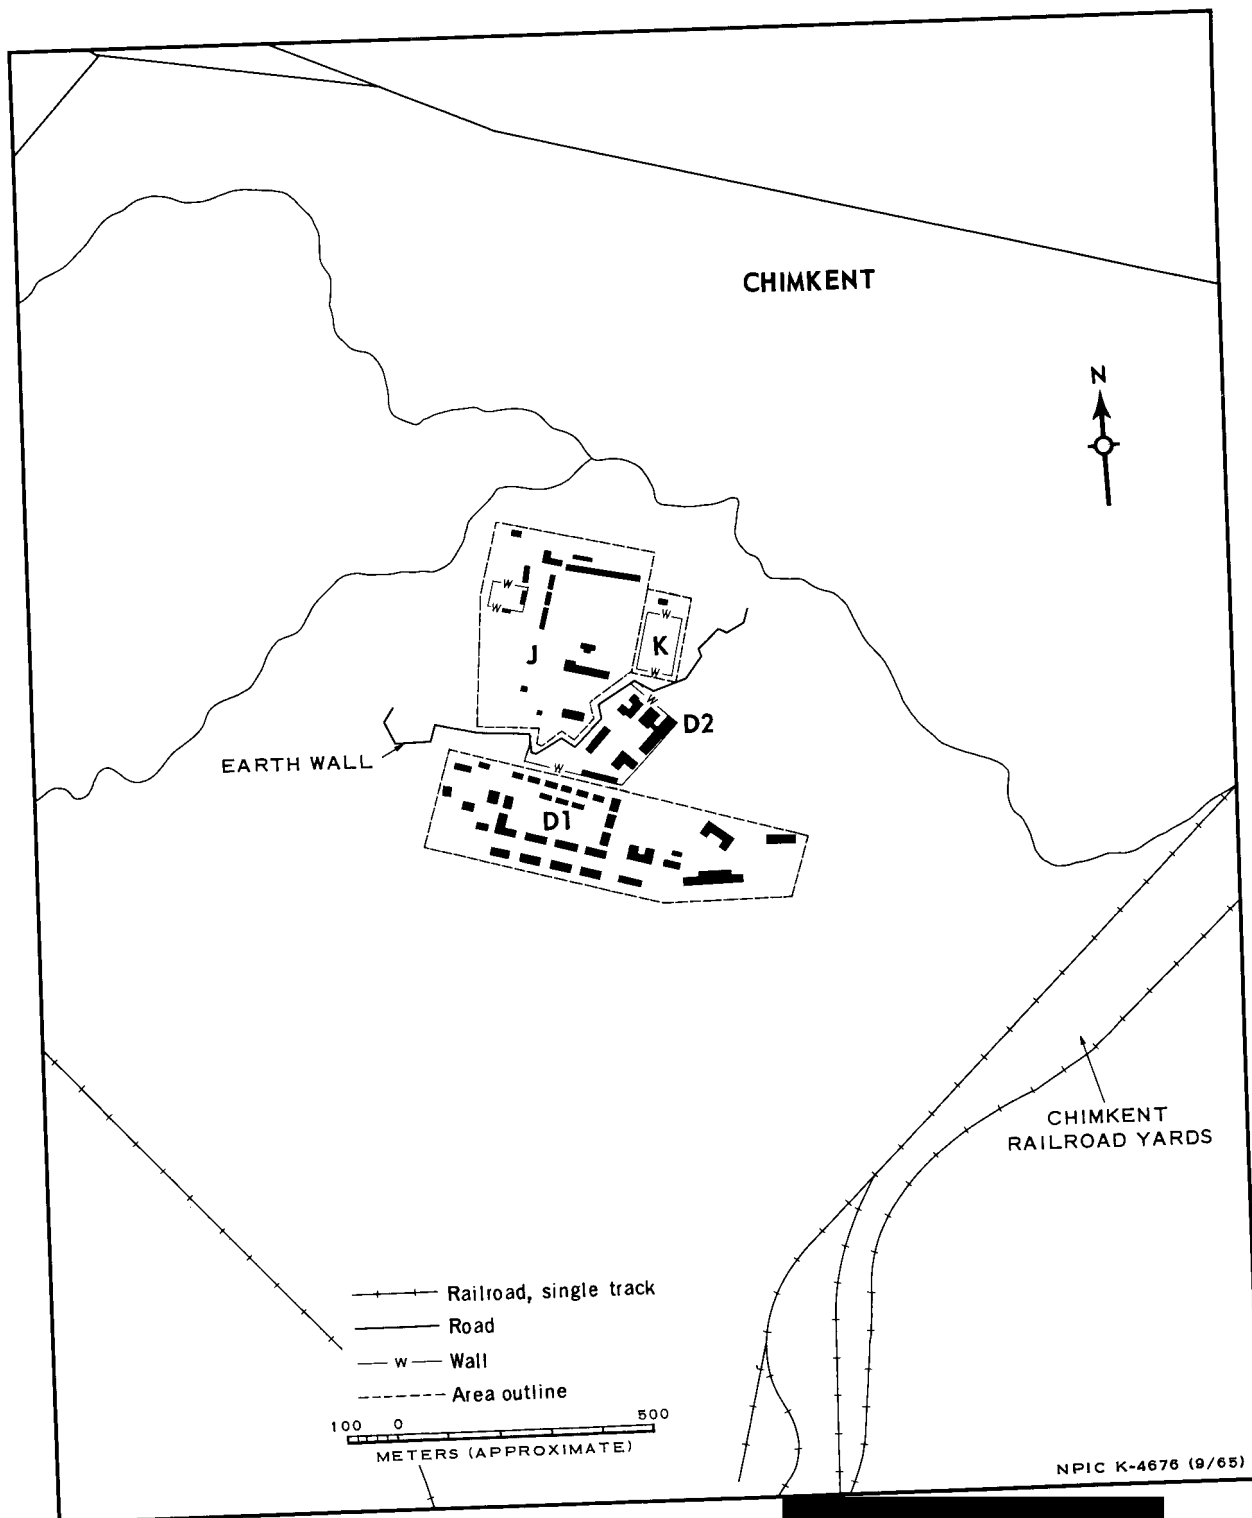 CHIMKENT
N
W
W
W
J
K
W
W
D2
EARTH WALL
W
D1
CHIMKENT
RAILROAD YARDS
Railroad, single track
Road
W Wall
Area outline
100 0 500
METERS (APPROXIMATE)
NPIC K-4676 (9/65)